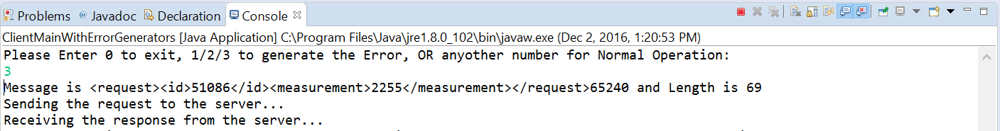 Problems @ Javadoc Declaration Console
ClientMainWithErrorGenerators [Java Application] C:\Program Files\Java\jre1.8.0_102\bin\javaw.exe (Dec 2, 2016, 1:20:53 PM)
Please Enter 0 to exit, 1/2/3 to generate the Error, OR anyother number for Normal Operation:
3
Message is <request><id>51086</id><measurement>2255</measurement></request>65240 and Length is 69
Sending the request to the server...
Receiving the response from the server...